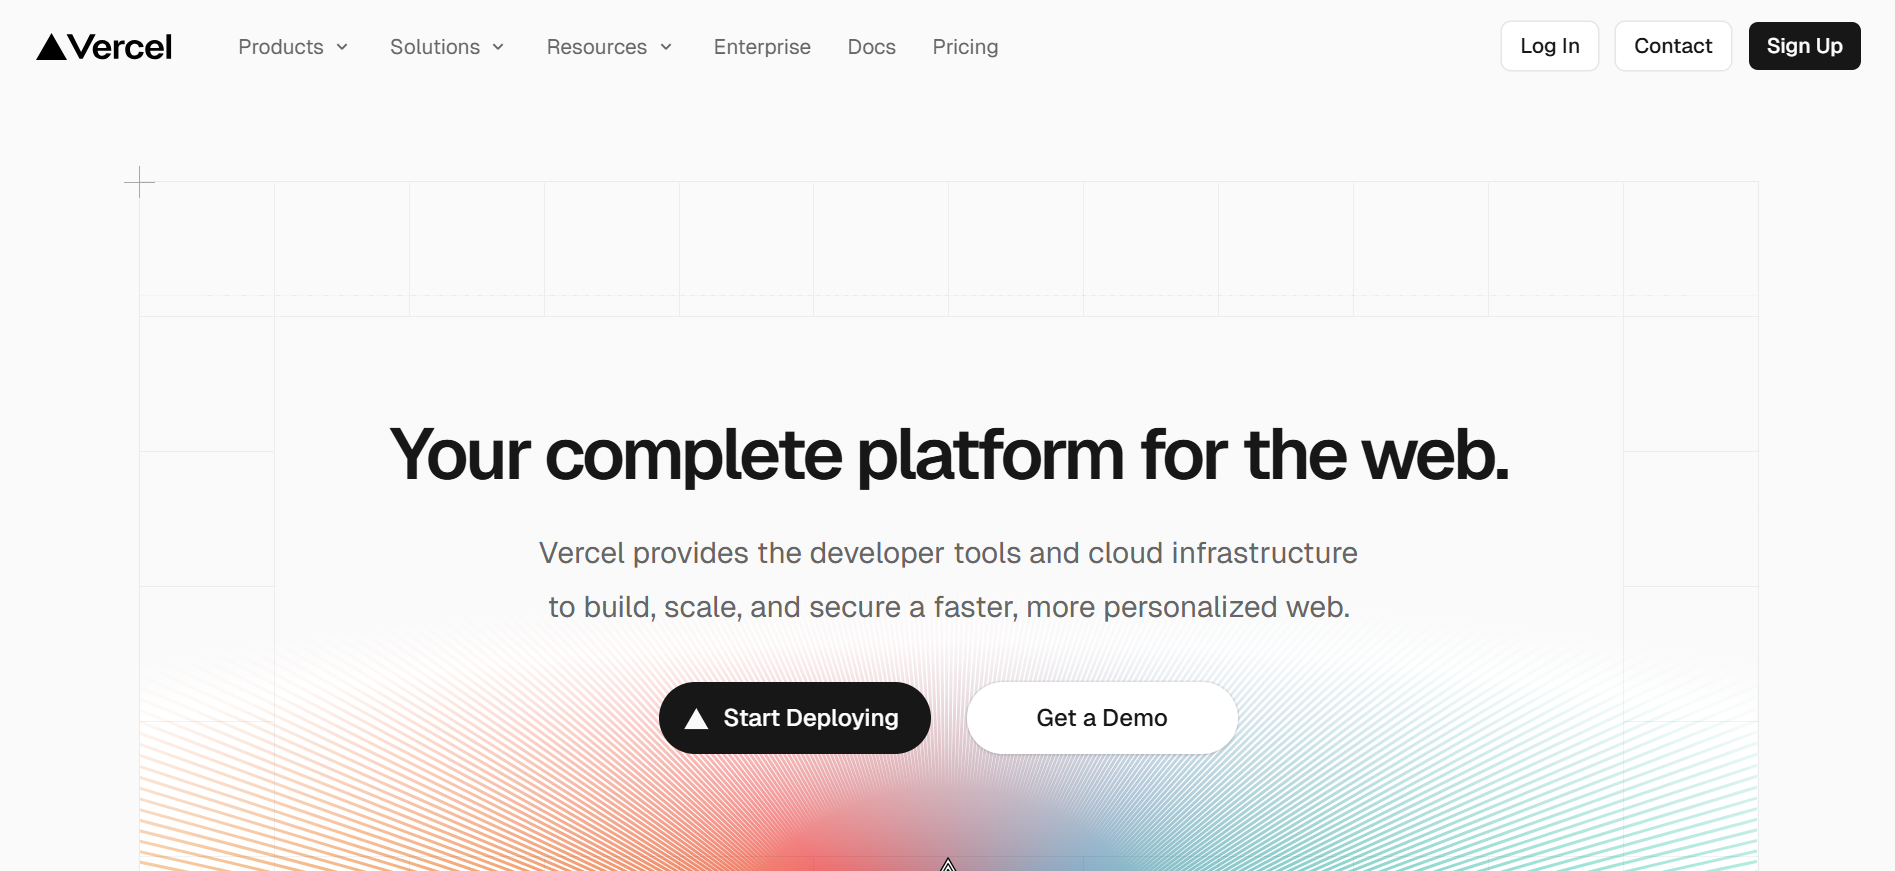 Vercel
Products
Solutions
Resources
Enterprise
Docs
Pricing
Log In
Contact
Sign Up
Your complete platform for the web.
Vercel provides the developer tools and cloud infrastructure
to build, scale, and secure a faster, more personalized web.
Start Deploying
Get a Demo